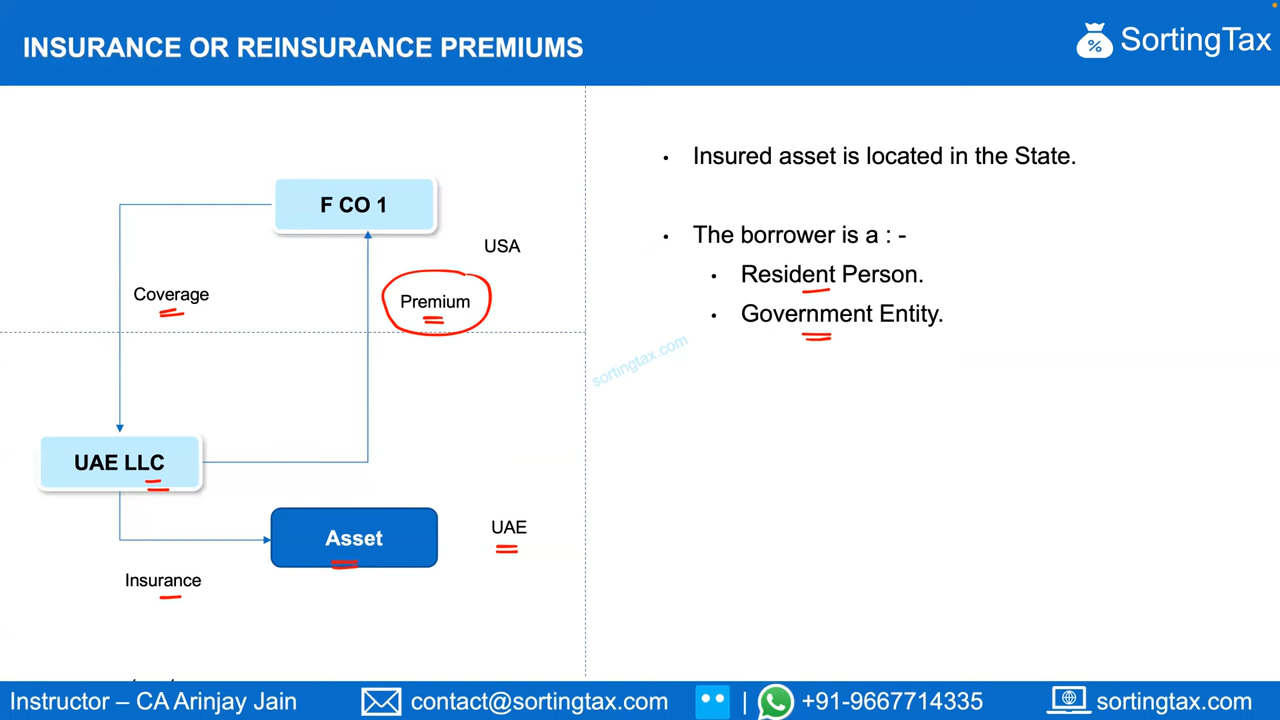 INSURANCE OR REINSURANCE PREMIUMS
SortingTax
F CO 1
USA
Coverage
Premium
UAE LLC
Asset
UAE
Insurance
• Insured asset is located in the State.
• The borrower is a : -
• Resident Person.
• Government Entity.
sortingtax.com
Instructor – CA Arinjay Jain
contact@sortingtax.com
|
+91-9667714335
sortingtax.com